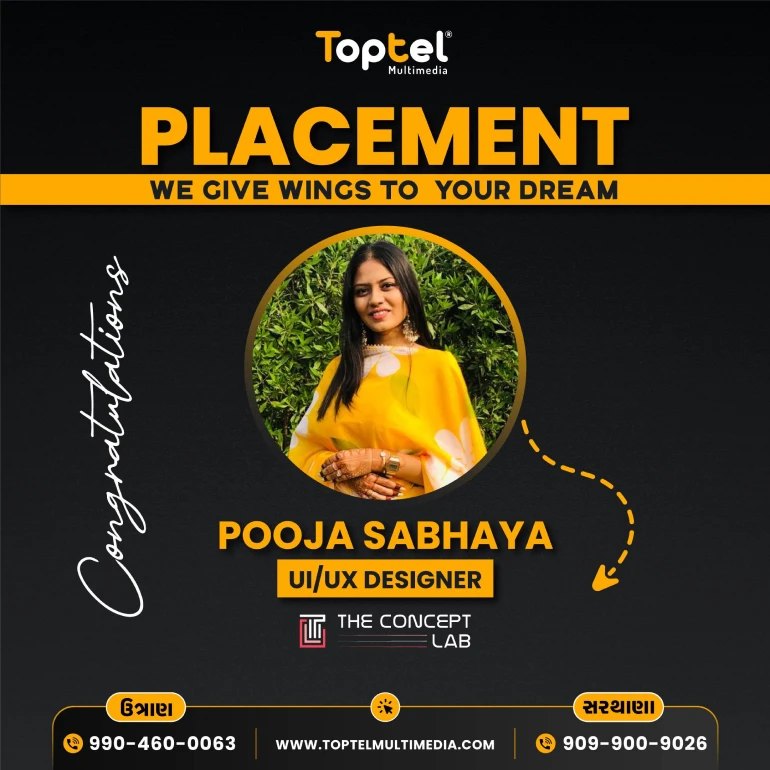 Toptel®
Multimedia
PLACEMENT
WE GIVE WINGS TO YOUR DREAM
Congratulations
POOJA SABHAYA
UI/UX DESIGNER
THE CONCEPT
LAB
ઉત્રાણ
સરથાણા
990-460-0063
WWW.TOPTELMULTIMEDIA.COM
909-900-9026